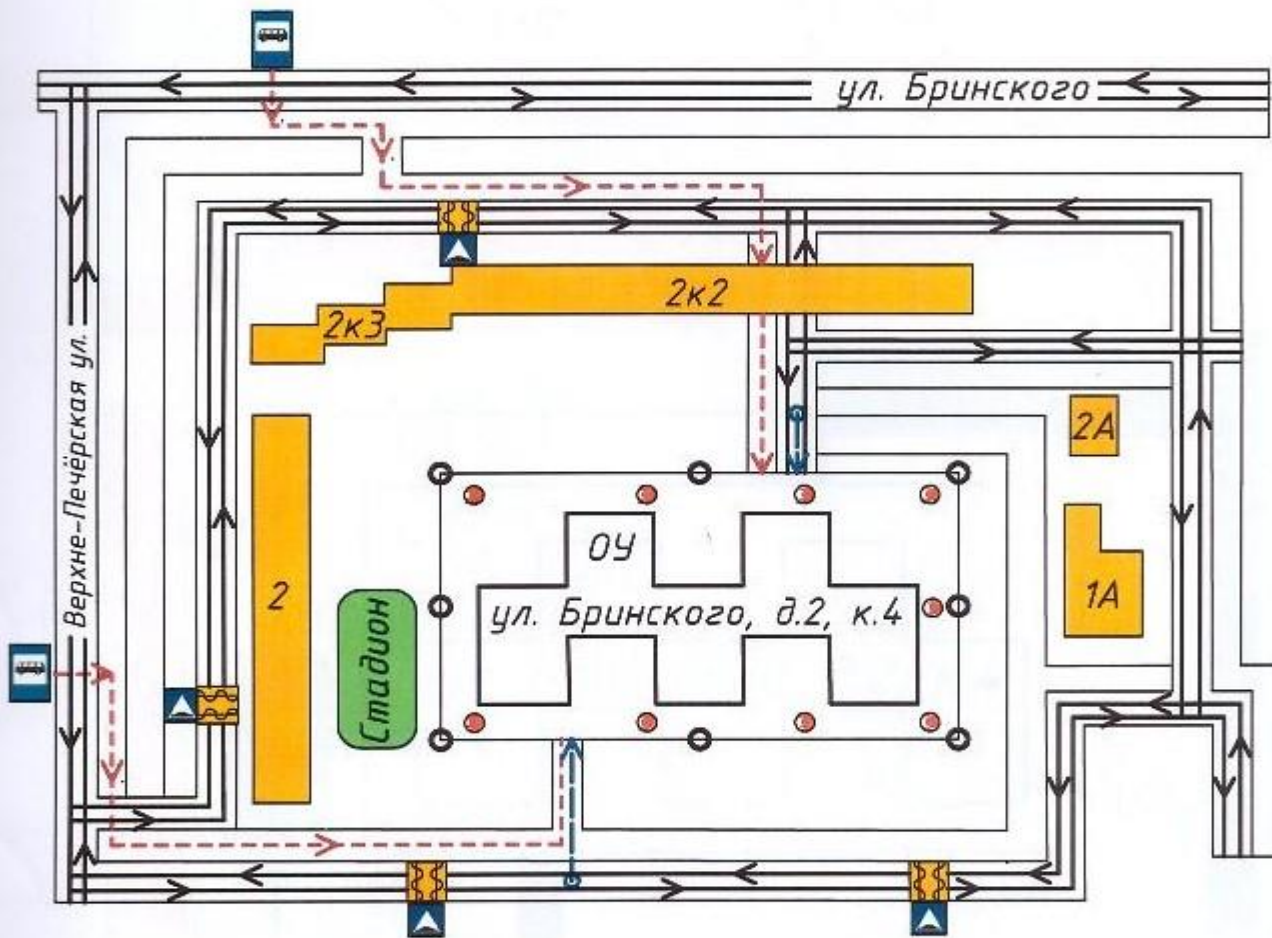 ул. Бринского
2к2
2к3
Верхне-Печёрская ул.
2А
ОУ
2
1А
ул. Бринского, д.2, к.4
Стадион